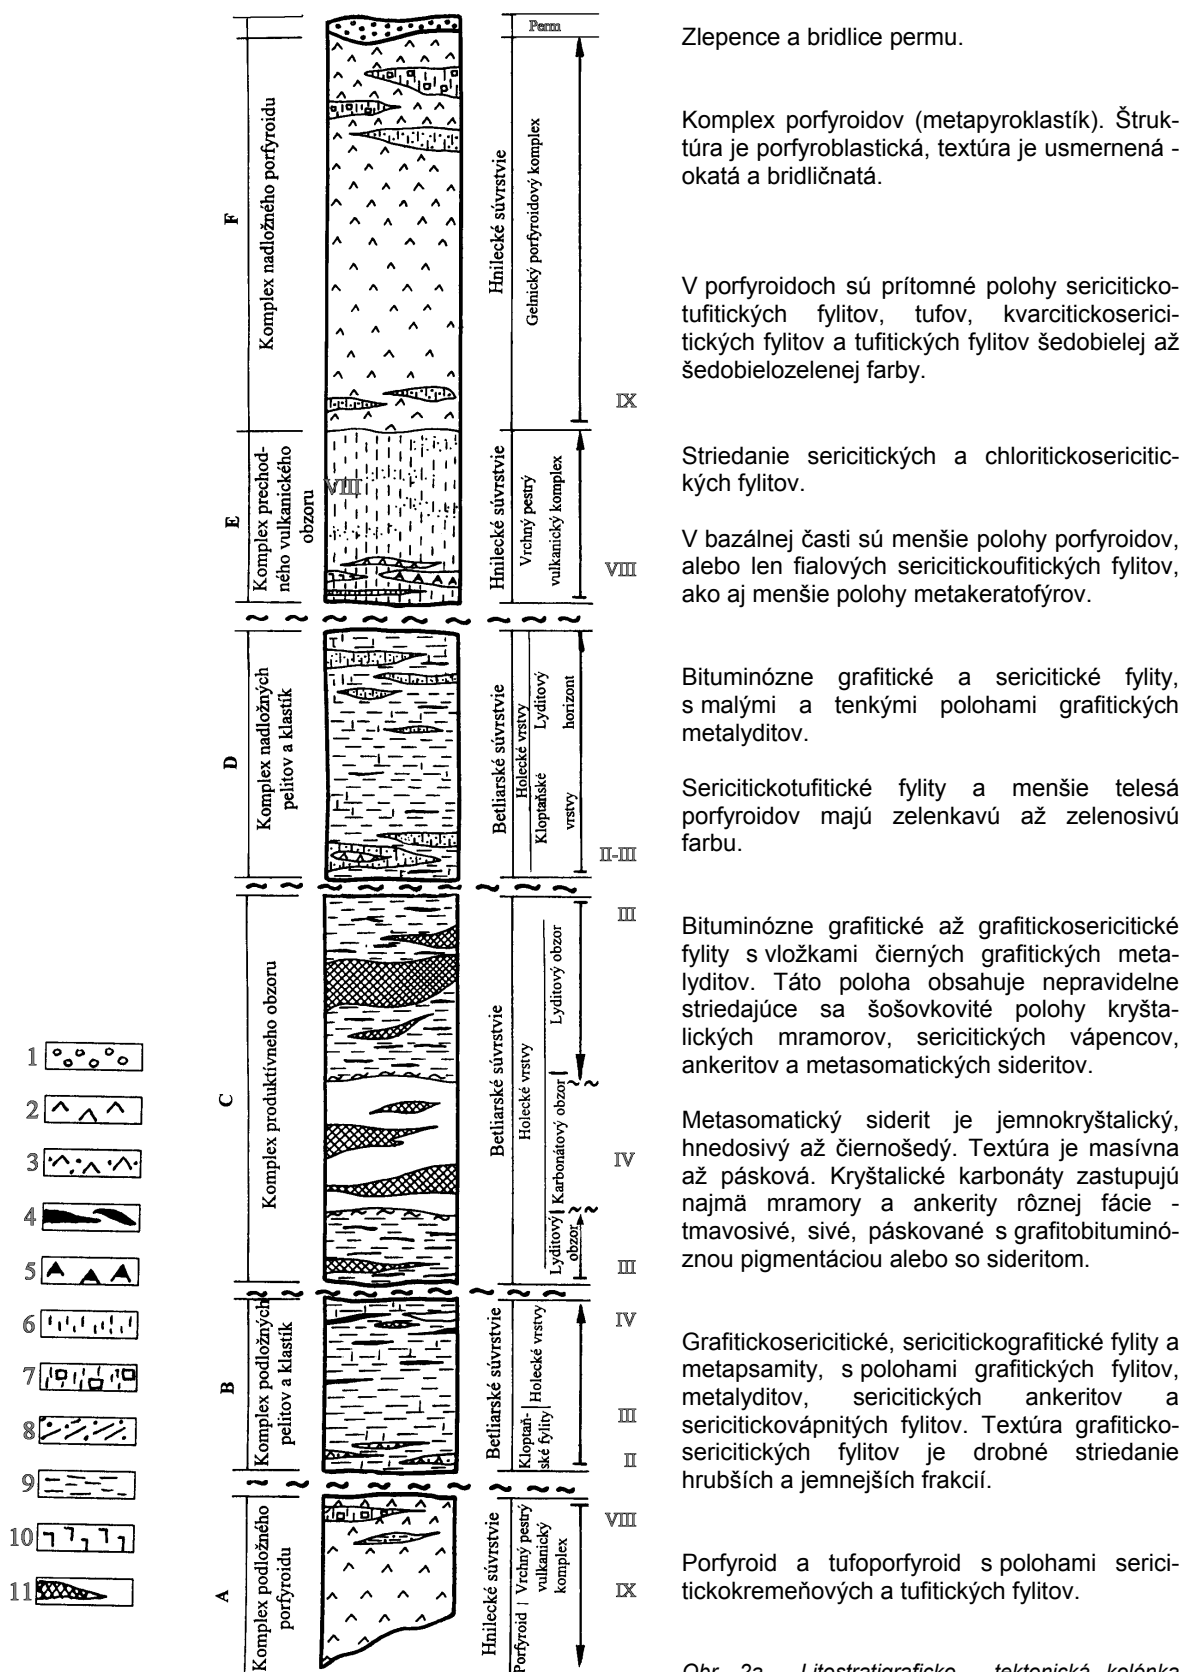 Perm
Zlepence a bridlice permu.
F
Komplex nadložného porfyroidu
Hnilecké súvrstvie
Gelnický porfyroidový komplex
IX
Komplex porfyroidov (metapyroklastík). Štruk-
túra je porfyroblastická, textúra je usmernená -
okatá a bridličnatá.
V porfyroidoch sú prítomné polohy sericiticko-
tufitických fylitov, tufov, kvarcitickoserici-
tických fylitov a tufitických fylitov šedobielej až
šedobielozelenej farby.
E
Komplex prechod-
ného vulkanického
obzoru
VIII
Hnilecké súvrstvie
Vrchný pestrý
vulkanický komplex
VIII
Striedanie sericitických a chloritickosericitic-
kých fylitov.
V bazálnej časti sú menšie polohy porfyroidov,
alebo len fialových sericitickoufitických fylitov,
ako aj menšie polohy metakeratofýrov.
D
Komplex nadložných
pelitov a klastík
Betliarské súvrstvie
Holecké vrstvy
Kloptaňské
vrstvy
Lyditový
horizont
II-III
Bituminózne grafitické a sericitické fylity,
s malými a tenkými polohami grafitických
metalyditov.
Sericitickotufitické fylity a menšie telesá
porfyroidov majú zelenkavú až zelenosivú
farbu.
C
Komplex produktívneho obzoru
Betliarské súvrstvie
Holecké vrstvy
Lyditový obzor
Karbonátový obzor
Lyditový
obzor
III
IV
III
Bituminózne grafitické až grafitickosericitické
fylity s vložkami čierných grafitických meta-
lyditov. Táto poloha obsahuje nepravidelne
striedajúce sa šošovkovité polohy kryšta-
lických mramorov, sericitických vápencov,
ankeritov a metasomatických sideritov.
Metasomatický siderit je jemnokryštalický,
hnedosivý až čiernošedý. Textúra je masívna
až pásková. Kryštalické karbonáty zastupujú
najmä mramory a ankerity rôznej fácie -
tmavosivé, sivé, páskované s grafitobituminó-
znou pigmentáciou alebo so sideritom.
B
Komplex podložných
pelitov a klastík
Betliarské súvrstvie
Kloptaň-
ské fylity
Holecké vrstvy
IV
III
II
Grafitickosericitické, sericitickografitické fylity a
metapsamity, s polohami grafitických fylitov,
metalyditov, sericitických ankeritov a
sericitickovápnitých fylitov. Textúra grafiticko-
sericitických fylitov je drobné striedanie
hrubších a jemnejších frakcií.
A
Komplex podložného
porfyroidu
Hnilecké súvrstvie
Porfyroid
Vrchný pestrý
vulkanický
komplex
VIII
IX
Porfyroid a tufoporfyroid s polohami serici-
tickokremeňových a tufitických fylitov.
1
2
3
4
5
6
7
8
9
10
11
Obr. 2a Litostratigraficko - tektonická kolónka